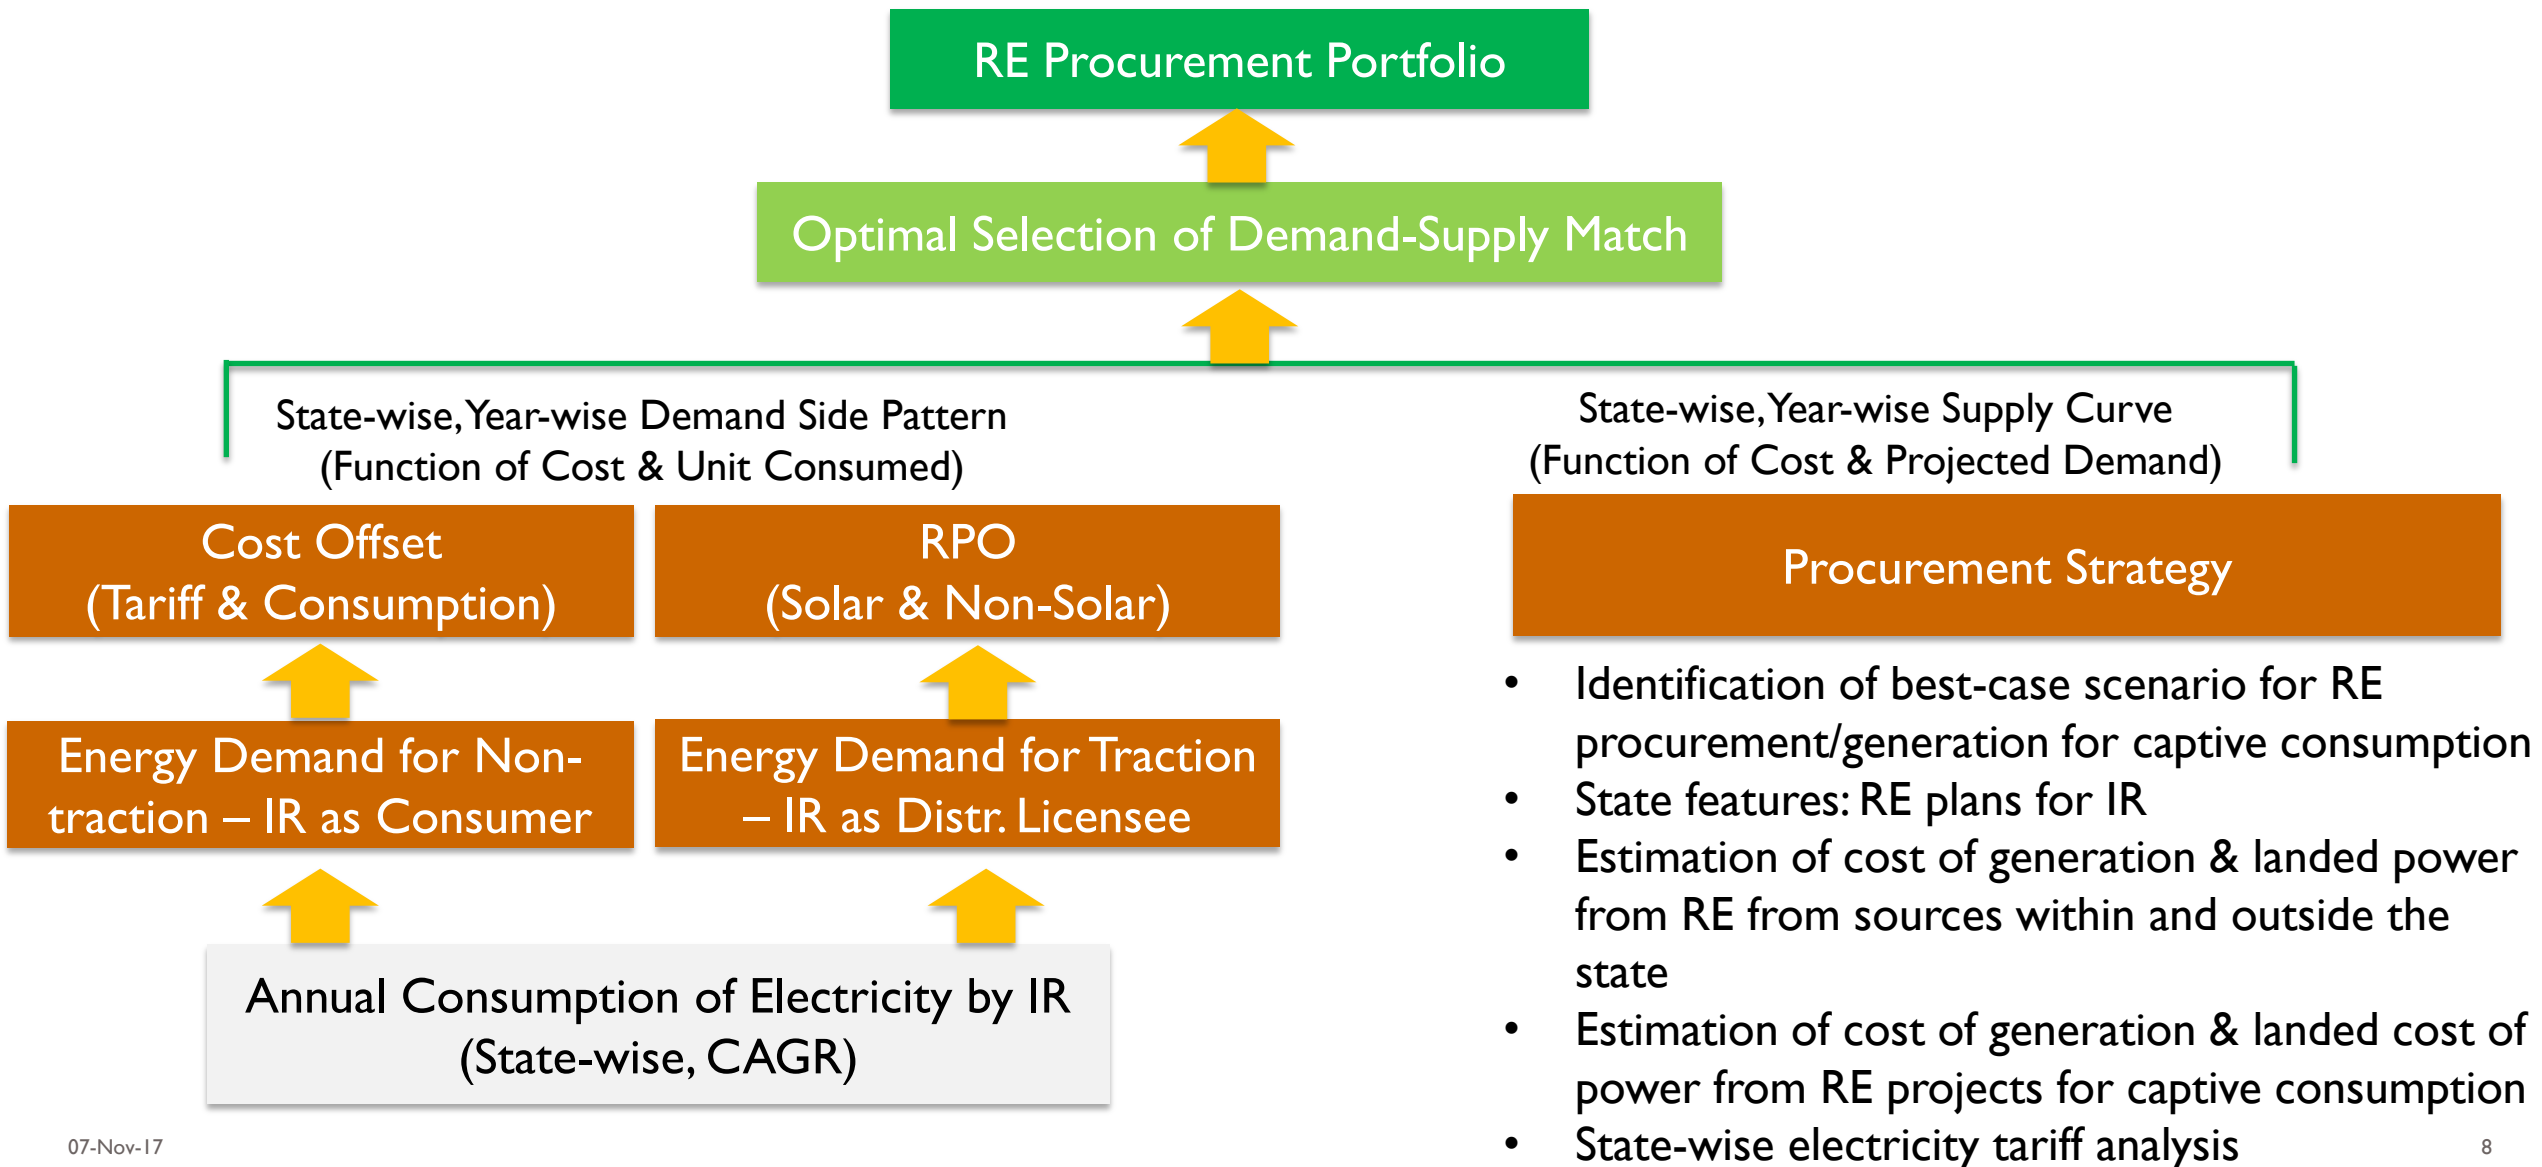 RE Procurement Portfolio
Optimal Selection of Demand-Supply Match
State-wise, Year-wise Demand Side Pattern
(Function of Cost & Unit Consumed)
State-wise, Year-wise Supply Curve
(Function of Cost & Projected Demand)
Cost Offset
(Tariff & Consumption)
RPO
(Solar & Non-Solar)
Procurement Strategy
Energy Demand for Non-
traction – IR as Consumer
Energy Demand for Traction
– IR as Distr. Licensee
Annual Consumption of Electricity by IR
(State-wise, CAGR)
• Identification of best-case scenario for RE
procurement/generation for captive consumption
• State features: RE plans for IR
• Estimation of cost of generation & landed power
from RE from sources within and outside the
state
• Estimation of cost of generation & landed cost of
power from RE projects for captive consumption
• State-wise electricity tariff analysis
07-Nov-17
8